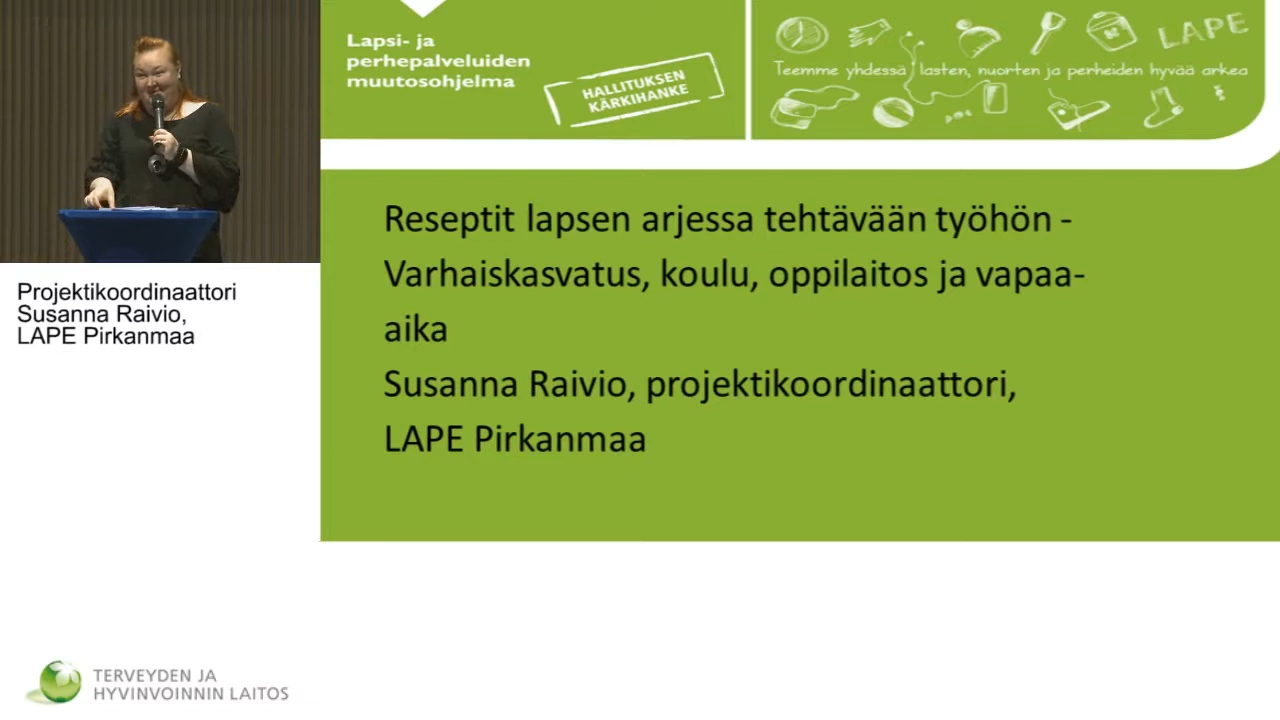 Lapsi- ja
perhepalveluiden
muutosohjelma
HALLITUKSEN
KÄRKIHANKE
LAPE
Teemme yhdessä lasten, nuorten ja perheiden hyvää arkea
Reseptit lapsen arjessa tehtävään työhön -
Varhaiskasvatus, koulu, oppilaitos ja vapaa-
aika
Susanna Raivio, projektikoordinaattori,
LAPE Pirkanmaa
Projektikoordinaattori
Susanna Raivio,
LAPE Pirkanmaa
TERVEYDEN JA
HYVINVOINNIN LAITOS